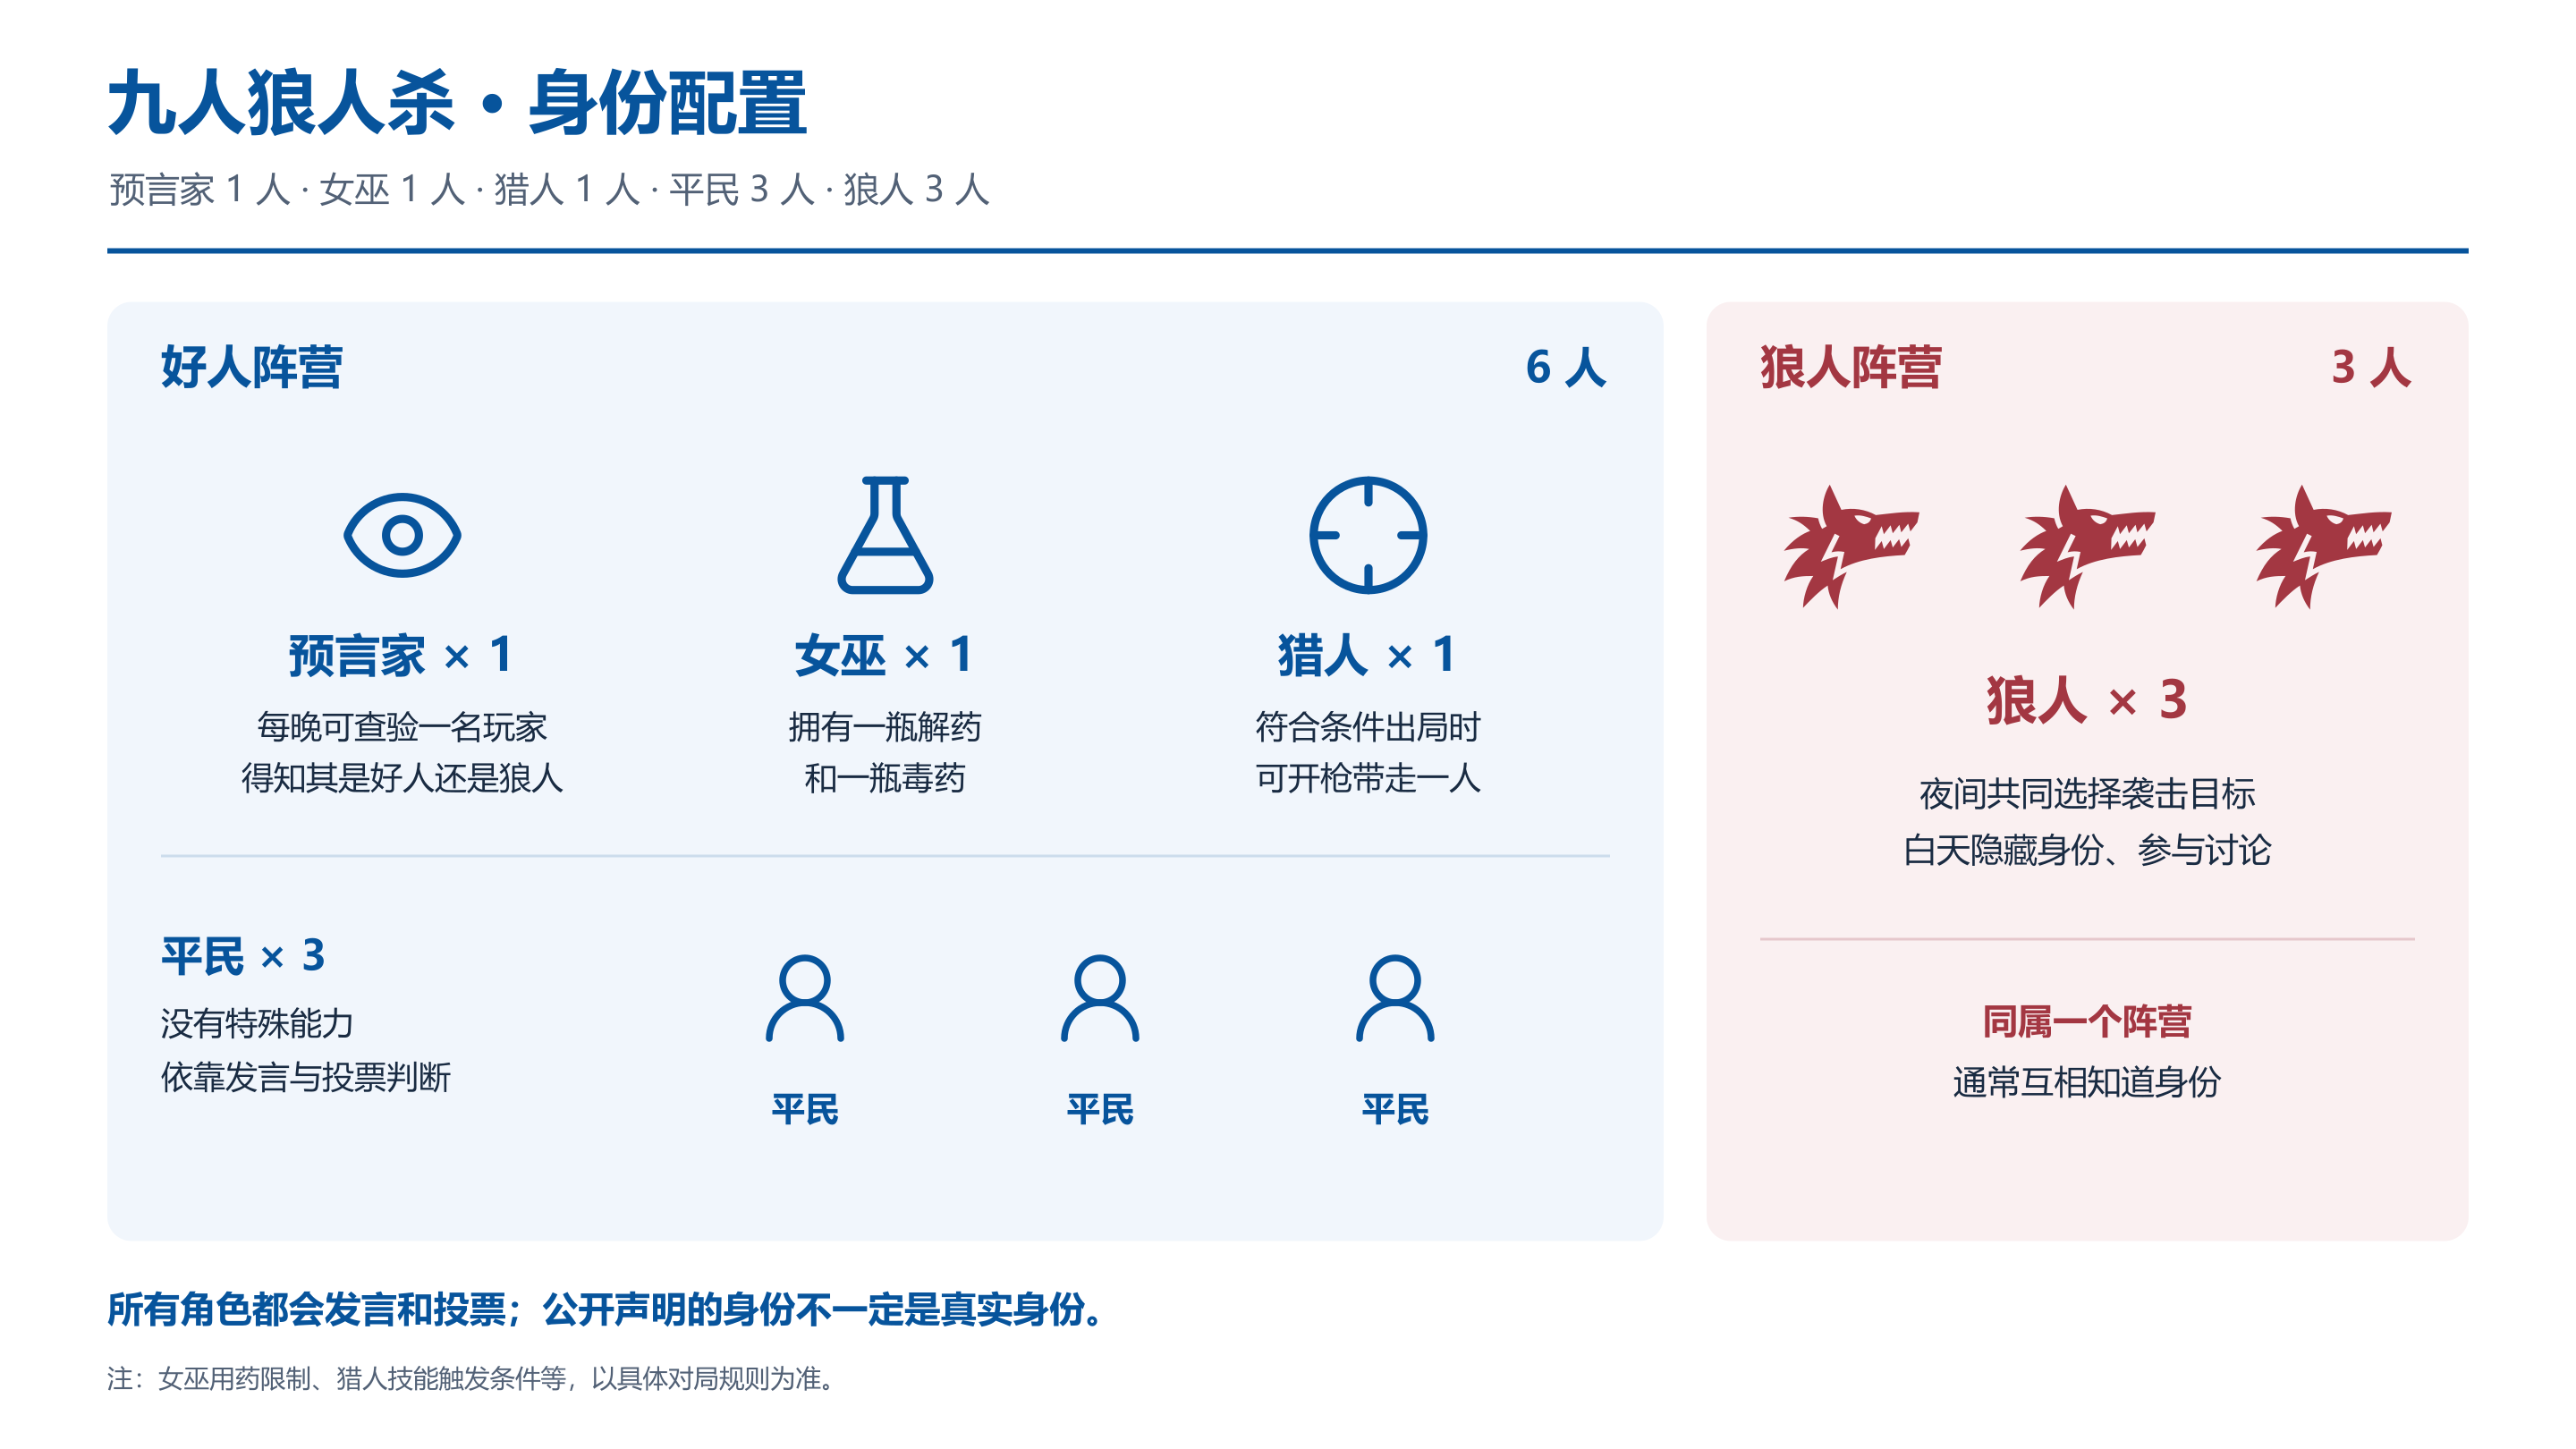 九人狼人杀·身份配置
预言家 1 人 · 女巫 1 人 · 猎人 1 人 · 平民 3 人 · 狼人 3 人
好人阵营
6 人
预言家 × 1
每晚可查验一名玩家
得知其是好人还是狼人
女巫 × 1
拥有一瓶解药
和一瓶毒药
猎人 × 1
符合条件出局时
可开枪带走一人
平民 × 3
没有特殊能力
依靠发言与投票判断
平民
平民
平民
狼人阵营
3 人
狼人 × 3
夜间共同选择袭击目标
白天隐藏身份、参与讨论
同属一个阵营
通常互相知道身份
所有角色都会发言和投票；公开声明的身份不一定是真实身份。
注：女巫用药限制、猎人技能触发条件等，以具体对局规则为准。